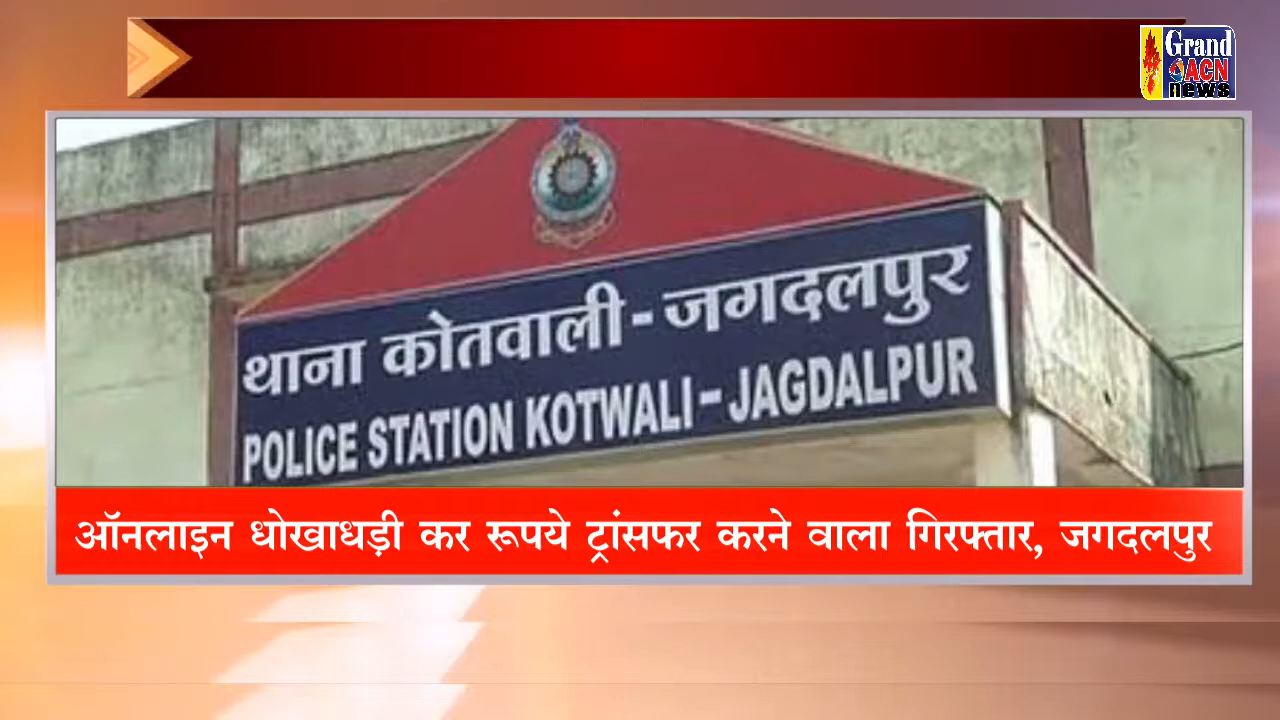 Grand
ACN
news
थाना कोतवाली-जगदलपुर
POLICE STATION KOTWALI-JAGDALPUR
ऑनलाइन धोखाधड़ी कर रूपये ट्रांसफर करने वाला गिरफ्तार, जगदलपुर